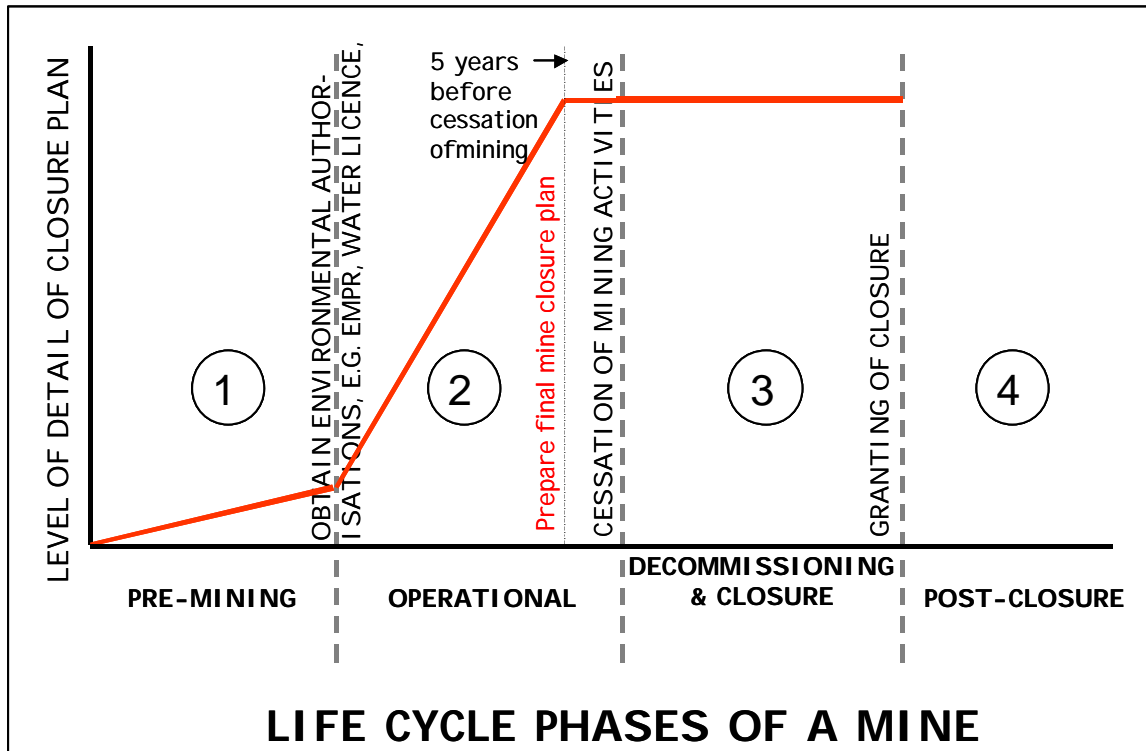 LEVEL OF DETAIL OF CLOSURE PLAN
1
OBTAIN ENVIRONMENTAL AUTHOR-
ISATIONS, E.G. EMPR, WATER LICENCE,
2
5 years
before
cessation
ofmining
Prepare final mine closure plan
CESSATION OF MINING ACTIVITIES
3
GRANTING OF CLOSURE
4
PRE-MINING
OPERATIONAL
DECOMMISSIONING
& CLOSURE
POST-CLOSURE
LIFE CYCLE PHASES OF A MINE